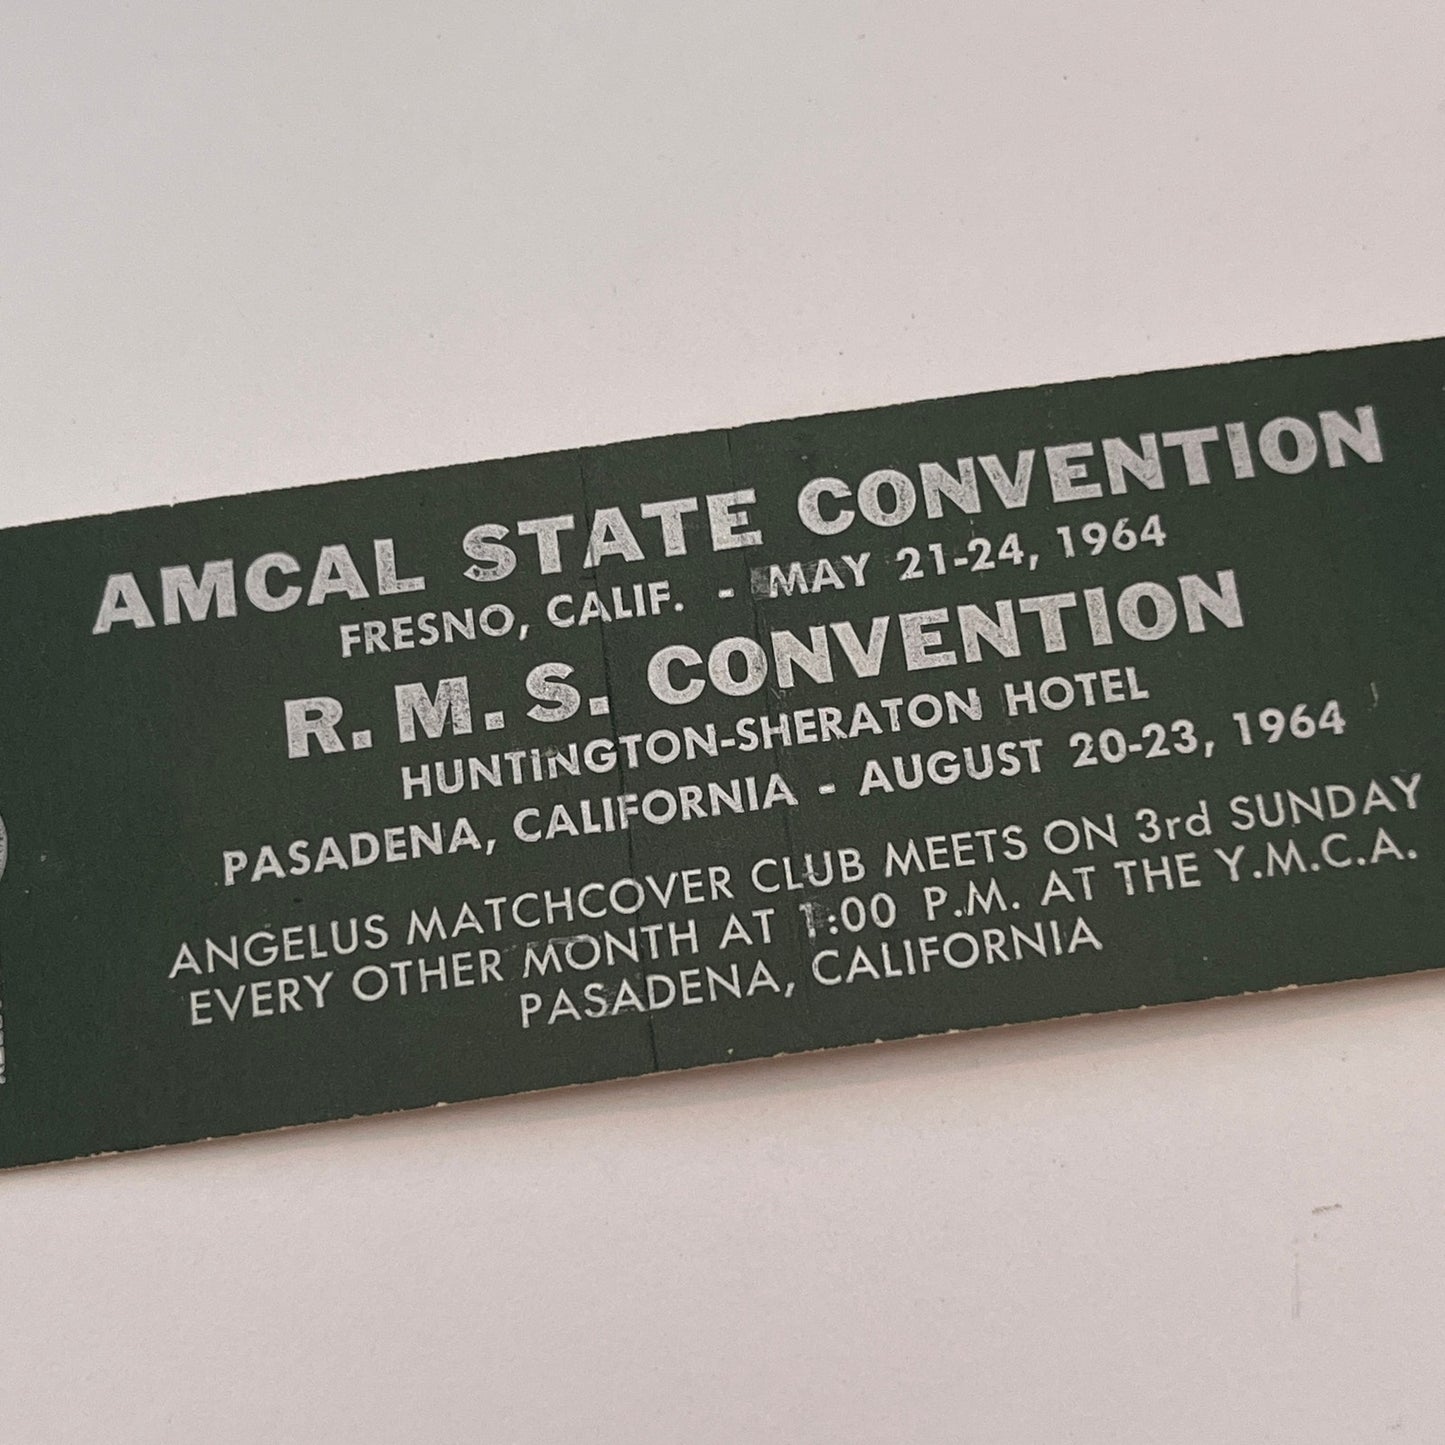 AMCAL STATE CONVENTION
FRESNO, CALIF. - MAY 21-24, 1964
R. M. S. CONVENTION
HUNTINGTON-SHERATON HOTEL
PASADENA, CALIFORNIA - AUGUST 20-23, 1964
ANGELUS MATCHCOVER CLUB MEETS ON 3rd SUNDAY
EVERY OTHER MONTH AT 1:00 P.M. AT THE Y.M.C.A.
PASADENA, CALIFORNIA